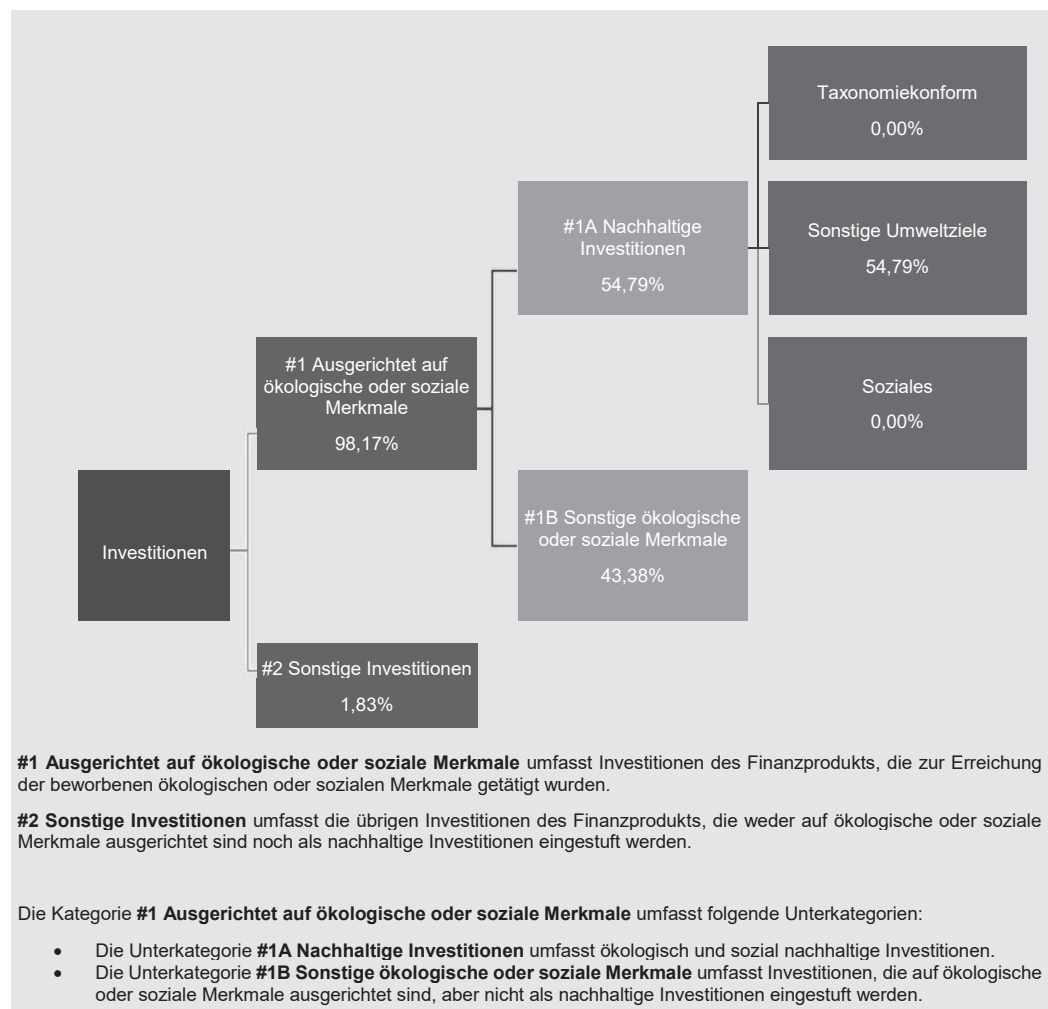 Taxonomiekonform
0,00%
#1A Nachhaltige
Investitionen
54,79%
Sonstige Umweltziele
54,79%
#1 Ausgerichtet auf
ökologische oder soziale
Merkmale
98,17%
Soziales
0,00%
Investitionen
#1B Sonstige ökologische
oder soziale Merkmale
43,38%
#2 Sonstige Investitionen
1,83%
#1 Ausgerichtet auf ökologische oder soziale Merkmale umfasst Investitionen des Finanzprodukts, die zur Erreichung
der beworbenen ökologischen oder sozialen Merkmale getätigt wurden.
#2 Sonstige Investitionen umfasst die übrigen Investitionen des Finanzprodukts, die weder auf ökologische oder soziale
Merkmale ausgerichtet sind noch als nachhaltige Investitionen eingestuft werden.
Die Kategorie #1 Ausgerichtet auf ökologische oder soziale Merkmale umfasst folgende Unterkategorien:
• Die Unterkategorie #1A Nachhaltige Investitionen umfasst ökologisch und sozial nachhaltige Investitionen.
• Die Unterkategorie #1B Sonstige ökologische oder soziale Merkmale umfasst Investitionen, die auf ökologische
oder soziale Merkmale ausgerichtet sind, aber nicht als nachhaltige Investitionen eingestuft werden.